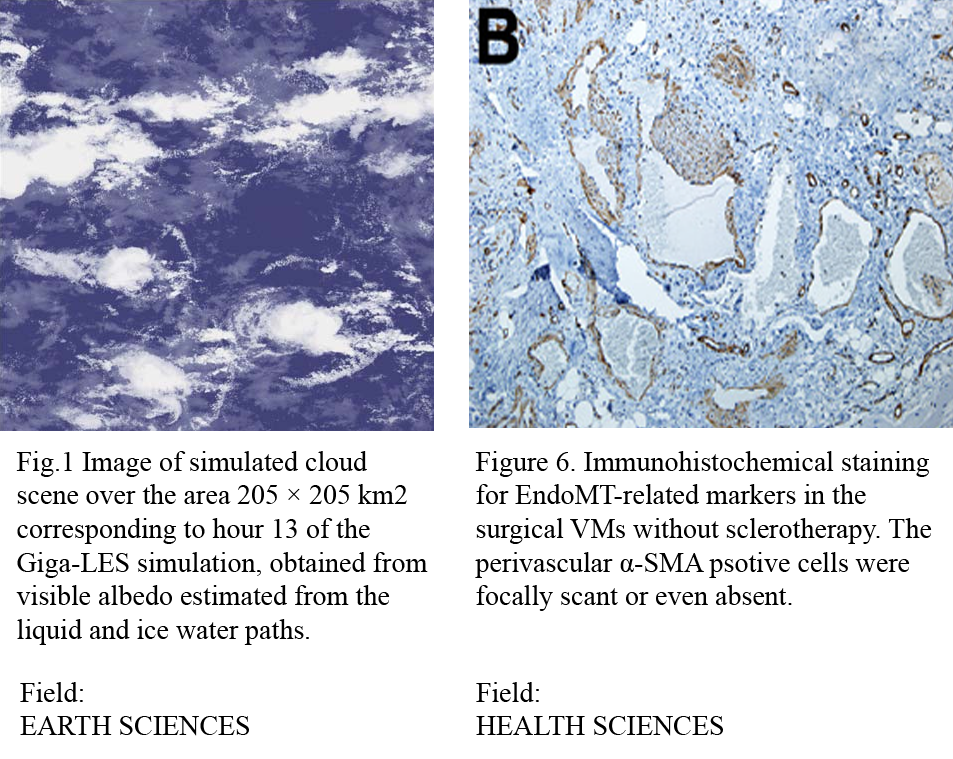 B
Fig.1 Image of simulated cloud
scene over the area 205 × 205 km2
corresponding to hour 13 of the
Giga-LES simulation, obtained from
visible albedo estimated from the
liquid and ice water paths.
Field:
EARTH SCIENCES
Figure 6. Immunohistochemical staining
for EndoMT-related markers in the
surgical VMs without sclerotherapy. The
perivascular α-SMA psotive cells were
focally scant or even absent.
Field:
HEALTH SCIENCES